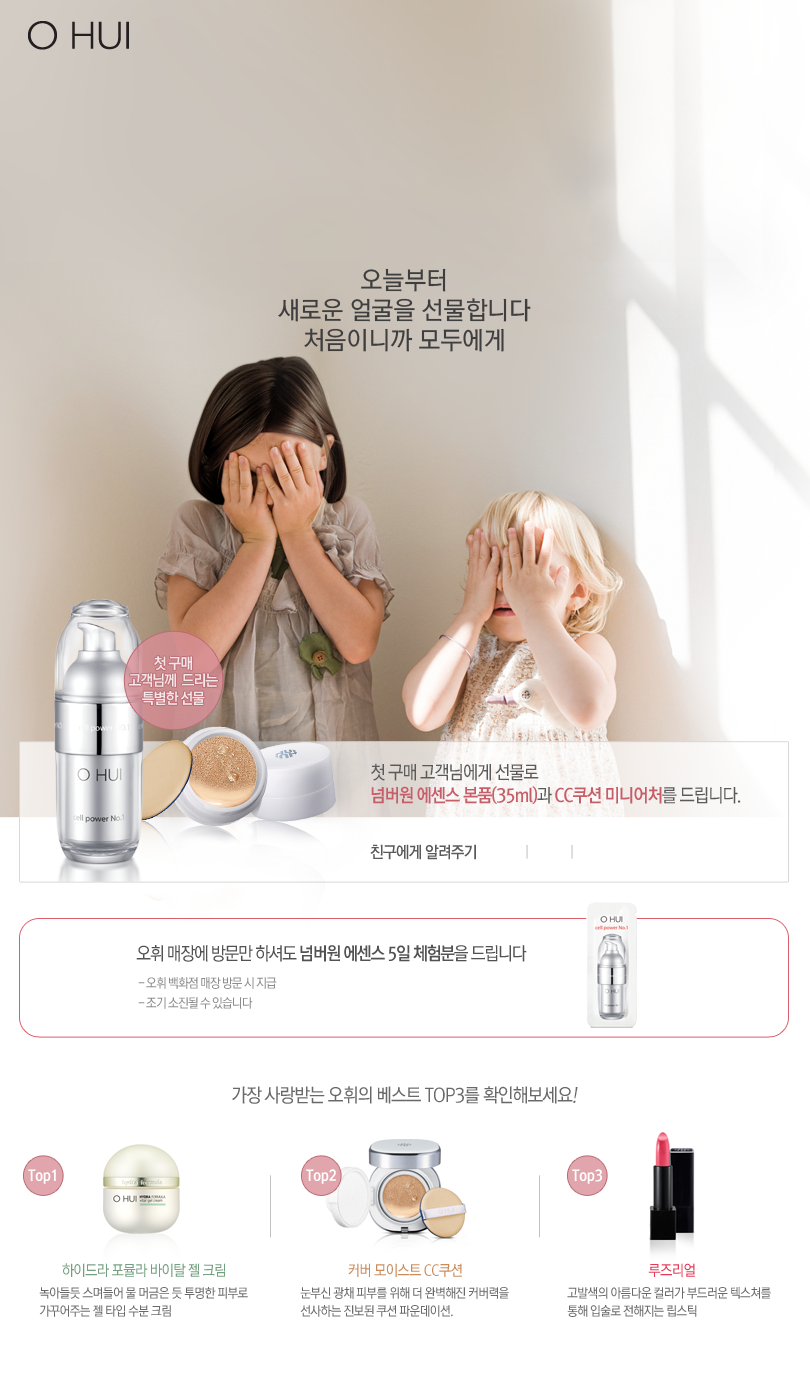 O HUI
오늘부터
새로운 얼굴을 선물합니다
처음이니까 모두에게
첫 구매
고객님께 드리는
특별한 선물
cell power No.1
O HUI
cell power No.1
첫 구매 고객님에게 선물로
넘버원 에센스 본품(35ml)과 CC쿠션 미니어처를 드립니다.
친구에게 알려주기
O HUI
cell power No.1
오휘 매장에 방문만 하셔도 넘버원 에센스 5일 체험분을 드립니다
~ 오휘 백화점 매장 방문 시 지급
~ 조기 소진될 수 있습니다
O HUI
가장 사랑받는 오휘의 베스트 TOP3를 확인해보세요!
Top1
Top2
Top3
O HUI HYDRA FORMULA
vital gel cream
하이드라 포뮬라 바이탈 젤 크림
커버 모이스트 CC쿠션
루즈리얼
녹아들듯 스며들어 물 머금은 듯 투명한 피부로
가꾸어주는 젤 타입 수분 크림
눈부신 광채 피부를 위해 더 완벽해진 커버력을
선사하는 진보된 쿠션 파운데이션.
고발색의 아름다운 컬러가 부드러운 텍스쳐를
통해 입술로 전해지는 립스틱